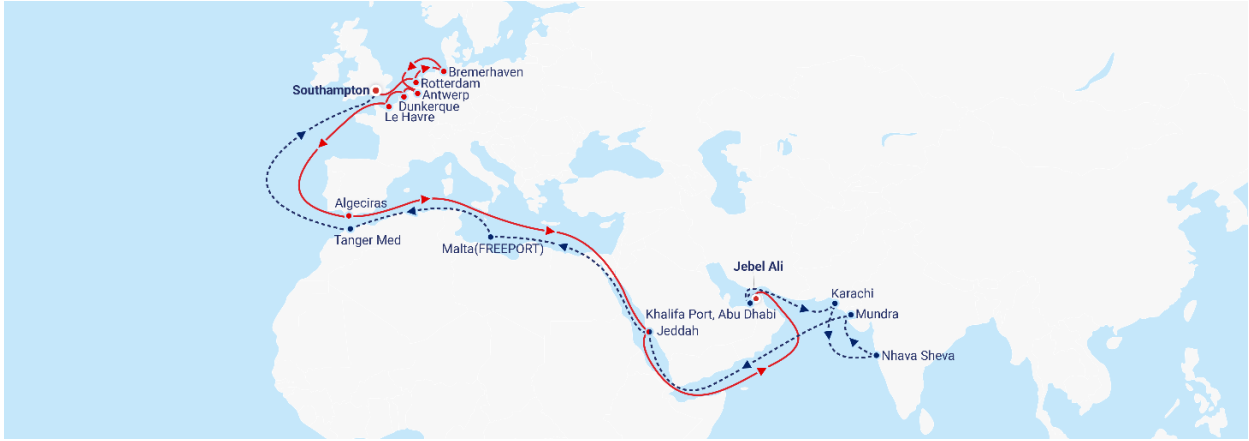 Bremerhaven
Rotterdam
Southampton
Antwerp
Dunkerque
Le Havre
Algeciras
Tanger Med
Malta(FREEPORT)
Jebel Ali
Karachi
Khalifa Port, Abu Dhabi
Mundra
Jeddah
Nhava Sheva